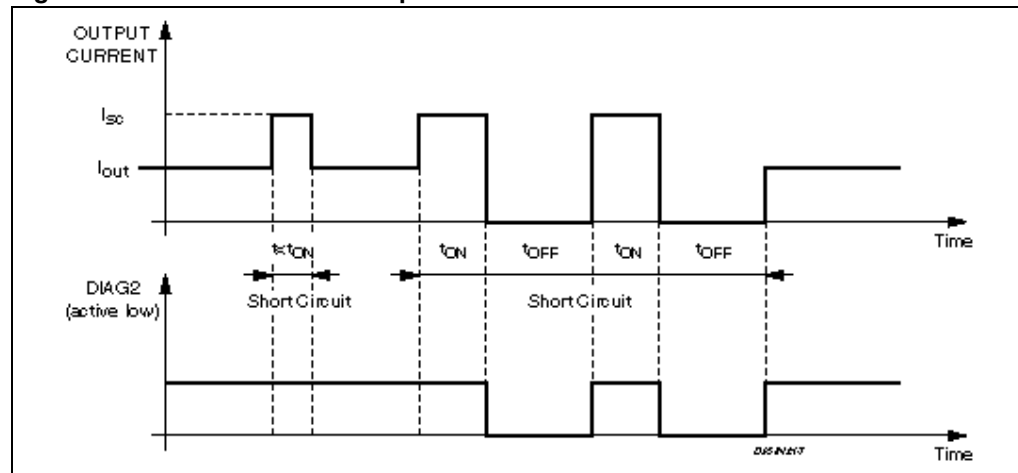 OUTPUT
CURRENT
Isc
Iout
t<tON
tON
tOFF
tON
tOFF
Time
DIAG2
(active low)
Short Circuit
Short Circuit
Time